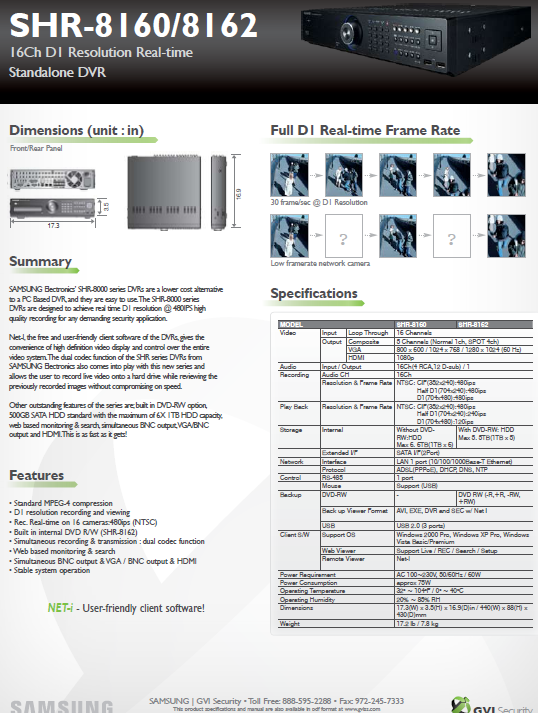 SHR-8160/8162
16Ch D1 Resolution Real-time
Standalone DVR
Dimensions (unit : in)
Front/Rear Panel
3.5
17.3
16.9
Summary
SAMSUNG Electronics' SHR-8000 series DVRs are a lower cost alternative
to a PC Based DVR, and they are easy to use. The SHR-8000 series
DVRs are designed to achieve real time D1 resolution @ 480IPS high
quality recording for any demanding security application.
Net-I, the free and user-friendly client software of the DVRs, gives the
convenience of high definition video display and control over the entire
video system. The dual codec function of the SHR series DVRs from
SAMSUNG Electronics also comes into play with this new series and
allows the user to record live video onto a hard drive while reviewing the
previously recorded images without compromising on speed.
Other outstanding features of the series are; built in DVD-RW option,
500GB SATA HDD standard with the maximum of 6X 1TB HDD capacity,
web based monitoring & search, simultaneous BNC output, VGA/BNC
output and HDMI. This is as fast as it gets!
Features
• Standard MPEG-4 compression
• D1 resolution recording and viewing
• Rec. Real-time on 16 cameras: 480ips (NTSC)
• Built in internal DVD R/W (SHR-8162)
• Simultaneous recording & transmission : dual codec function
• Web based monitoring & search
• Simultaneous BNC output & VGA / BNC output & HDMI
• Stable system operation
NET-i - User-friendly client software!
Full D1 Real-time Frame Rate
30 frame/sec @ D1 Resolution
? ?
Low framerate network camera
Specifications
MODEL SHR-8160 SHR-8162
Video Input Loop Through 16 Channels
Output Composite 5 Channels (Normal 1ch, SPOT 4ch)
VGA 800 x 600 / 1024 x 768 / 1280 x 1024 (60 Hz)
HDMI 1080p
Audio Input / Output 16Ch(4 RCA, 12 D-sub) / 1
Recording Audio CH 16Ch
Resolution & Frame Rate NTSC: CIF(352x240):480ips
Half D1(704x240):480ips
D1(704x480):480ips
Play Back Resolution & Frame Rate NTSC: CIF(352x240):480ips
Half D1(704x240):240ips
D1(704x480):120ips
Storage Internal Without DVD-RW:HDD Max 6. 6TB(1TB x 6) With DVD-RW: HDD Max 5. 5TB(1TB x 5)
Extended I/F SATA I/F(2Port)
Network Interface LAN 1 port (10/100/1000Base-T Ethernet)
Protocol ADSL(PPPoE), DHCP, DNS, NTP
Control RS-485 1 port
Mouse Support (USB)
Backup DVD-RW - DVD RW (-R,+R, -RW, +RW)
Back up Viewer Format AVI, EXE, DVR and SEC w/ Net I
USB USB 2.0 (3 ports)
Client S/W Support OS Windows 2000 Pro, Windows XP Pro, Windows
Vista Basic/Premium
Web Viewer Support Live / REC / Search / Setup
Remote Viewer Net-I
Power Requirement AC 100~230V, 50/60Hz / 60W
Power Consumption approx 75W
Operating Temperature 32° ~ 104°F / 0° ~ 40°C
Operating Humidity 20% ~ 85% RH
Dimensions 17.3(W) x 3.5(H) x 16.9(D)in / 440(W) x 88(H) x
430(D)mm
Weight 17.2 lb / 7.8 kg
SAMSUNG
SAMSUNG | GVI Security • Toll Free: 888-595-2288 • Fax: 972-245-7333
This product specifications and manual are also available in pdf format at www.gviss.com
GVI Security